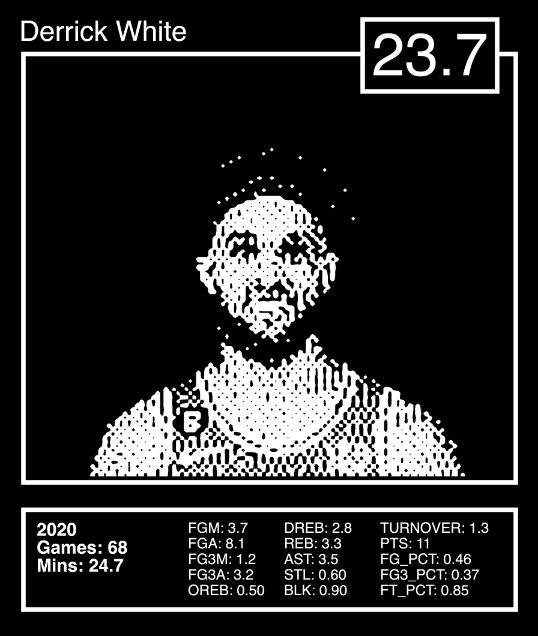 Derrick White
23.7
B
2020
Games: 68
Mins: 24.7
FGM: 3.7
FGA: 8.1
FG3M: 1.2
FG3A: 3.2
OREB: 0.50
DREB: 2.8
REB: 3.3
AST: 3.5
STL: 0.60
BLK: 0.90
TURNOVER: 1.3
PTS: 11
FG_PCT: 0.46
FG3_PCT: 0.37
FT_PCT: 0.85